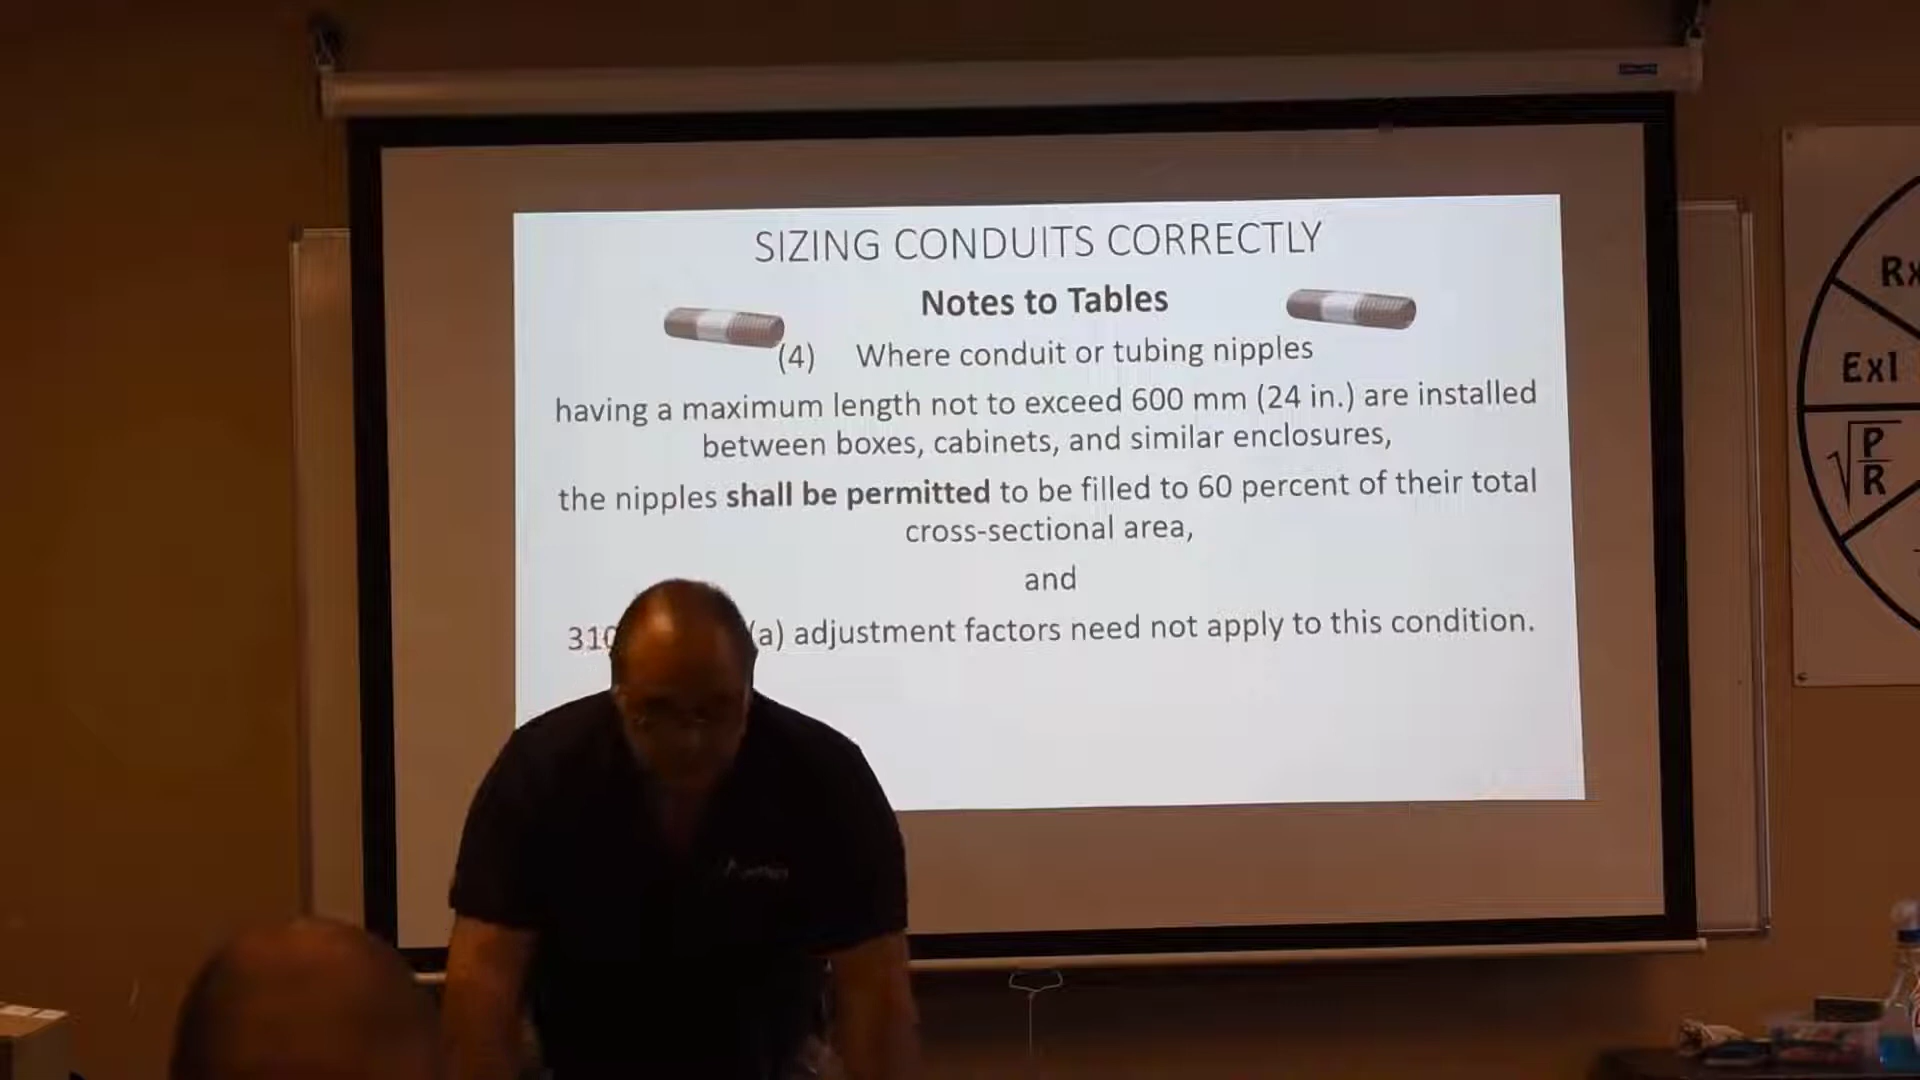 SIZING CONDUITS CORRECTLY
Notes to Tables
(4) Where conduit or tubing nipples
having a maximum length not to exceed 600 mm (24 in.) are installed
between boxes, cabinets, and similar enclosures,
the nipples shall be permitted to be filled to 60 percent of their total
cross-sectional area,
and
310 (a) adjustment factors need not apply to this condition.
Rx
ExI
√P
R